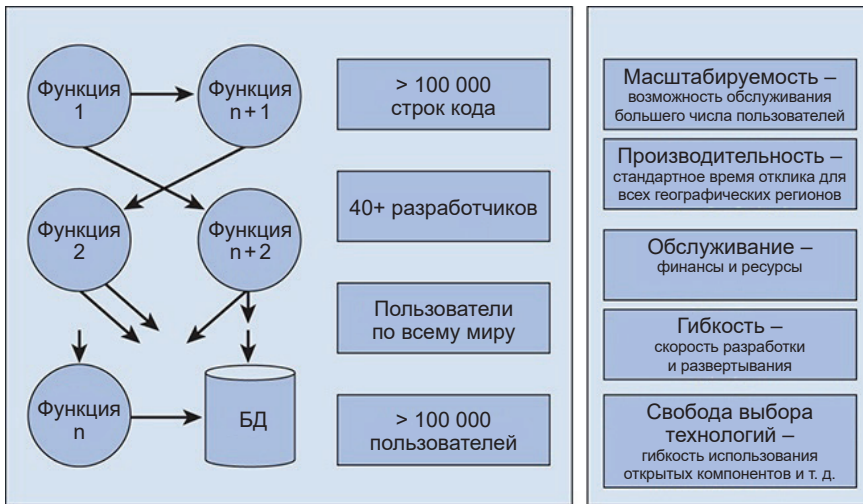 Функция
1
Функция
n + 1
Функция
2
Функция
n + 2
Функция
n
БД
> 100 000
строк кода
40+ разработчиков
Пользователи
по всему миру
> 100 000
пользователей
Масштабируемость –
возможность обслуживания
большего числа пользователей
Производительность –
стандартное время отклика для
всех географических регионов
Обслуживание –
финансы и ресурсы
Гибкость –
скорость разработки
и развертывания
Свобода выбора
технологий –
гибкость использования
открытых компонентов и т. д.